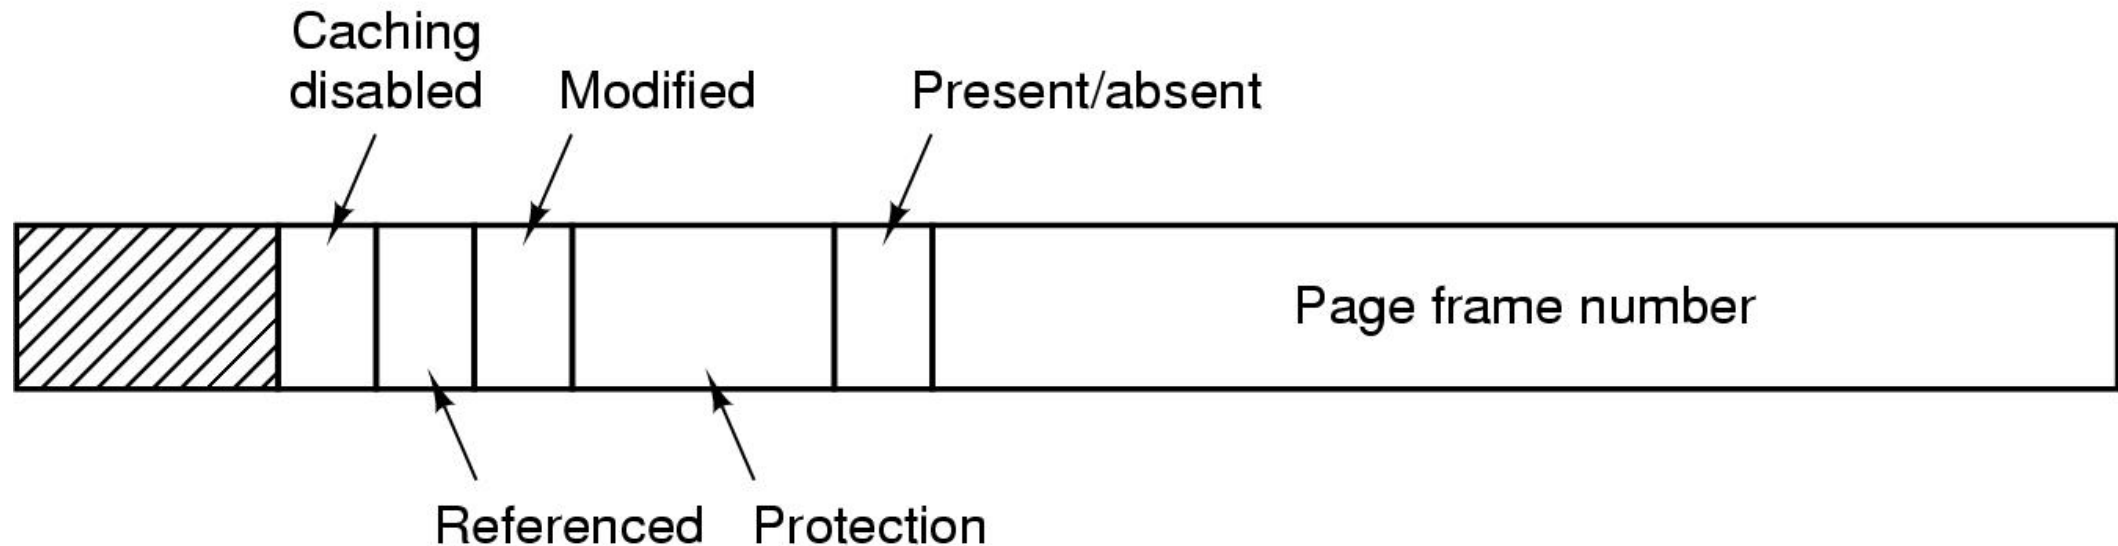 Caching
disabled
Modified
Present/absent
Page frame number
Referenced
Protection